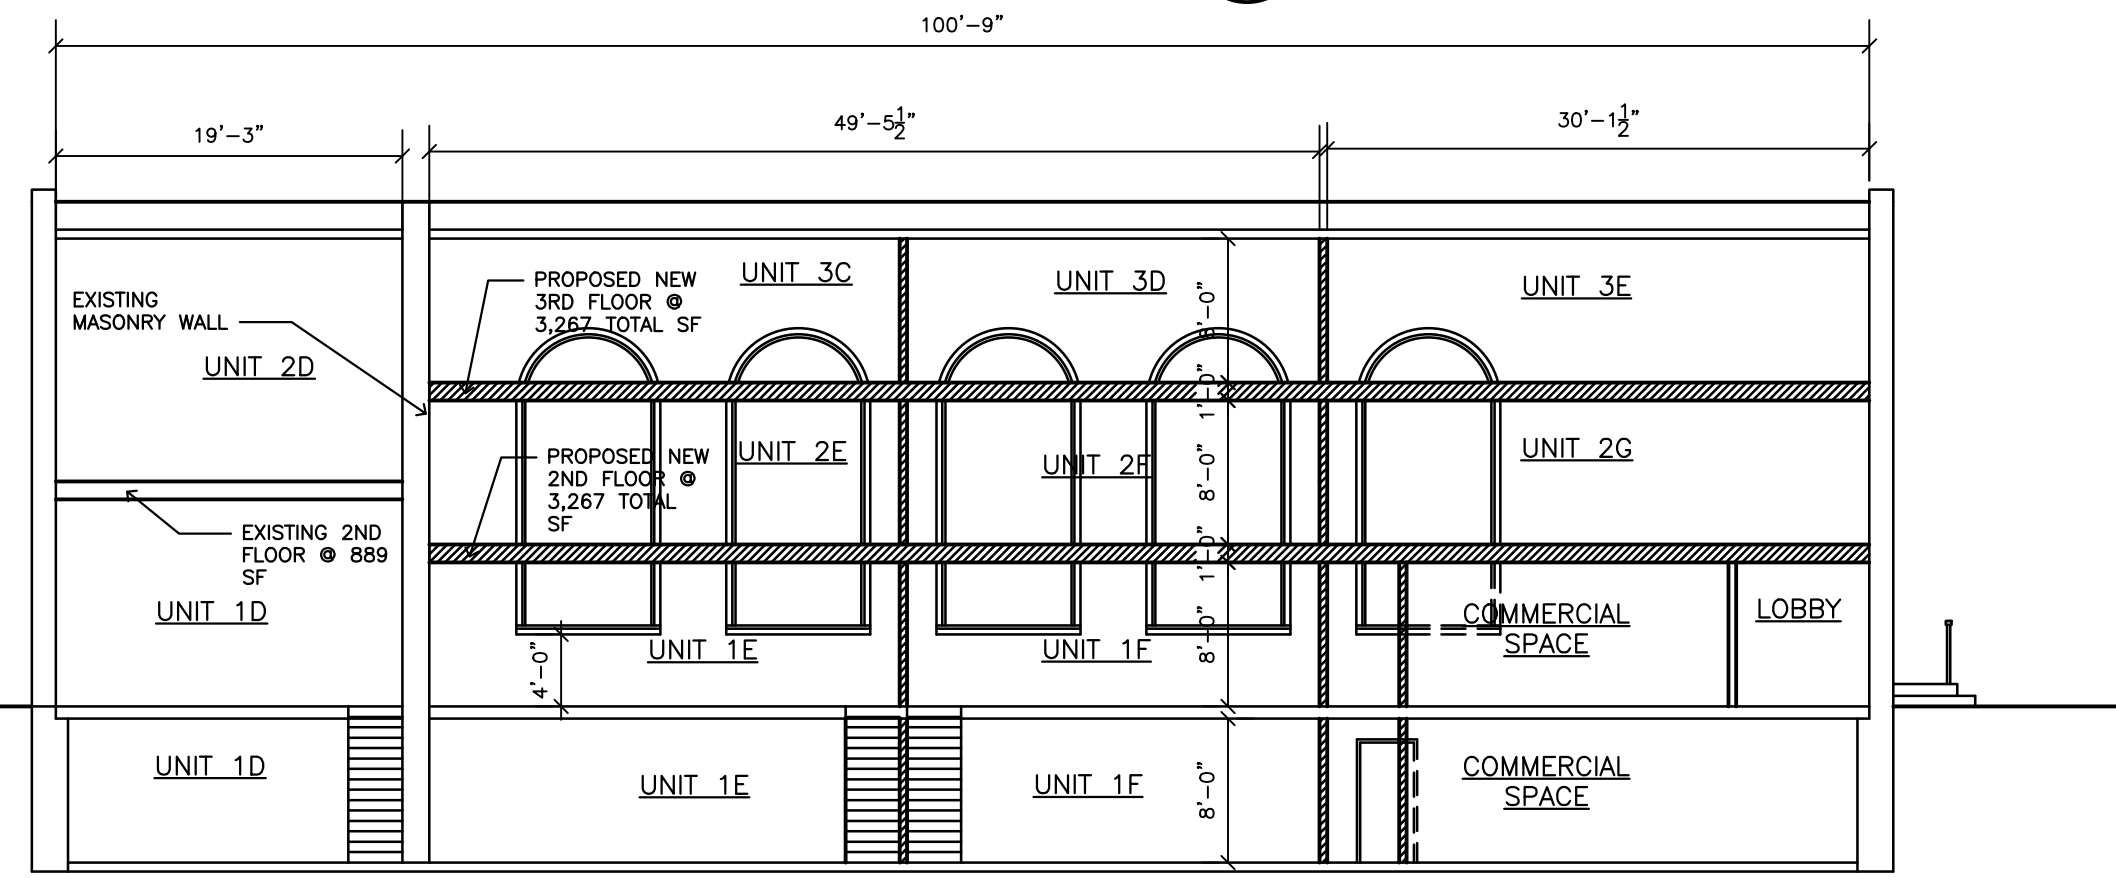 100'-9"
19'-3"
49'-5 1/2"
30'-1 1/2"
EXISTING
MASONRY WALL
UNIT 2D
PROPOSED NEW
3RD FLOOR @
3,267 TOTAL SF
UNIT 3C
UNIT 3D
8'-0"
UNIT 3E
1'-0"
PROPOSED NEW
2ND FLOOR @
3,267 TOTAL
SF
UNIT 2E
UNIT 2F
8'-0"
UNIT 2G
EXISTING 2ND
FLOOR @ 889
SF
1'-0"
UNIT 1D
4'-0"
UNIT 1E
UNIT 1F
8'-0"
COMMERCIAL
SPACE
LOBBY
UNIT 1D
UNIT 1E
UNIT 1F
8'-0"
COMMERCIAL
SPACE